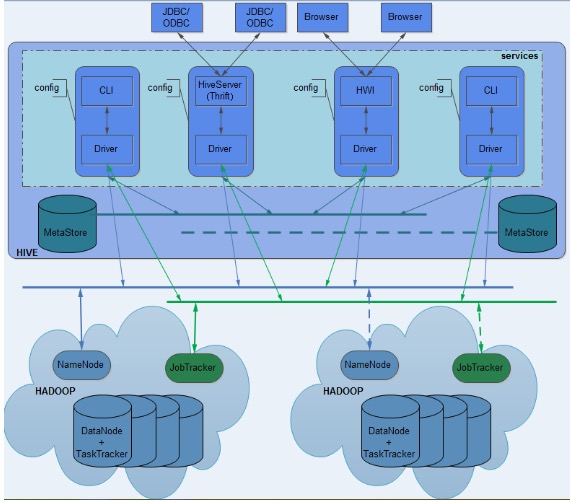 JDBC/
ODBC
JDBC/
ODBC
Browser
Browser
services
config
CLI
Driver
config
HiveServer
(Thrift)
Driver
config
HWI
Driver
config
CLI
Driver
MetaStore
MetaStore
HIVE
NameNode
JobTracker
HADOOP
DataNode
+
TaskTracker
NameNode
JobTracker
HADOOP
DataNode
+
TaskTracker